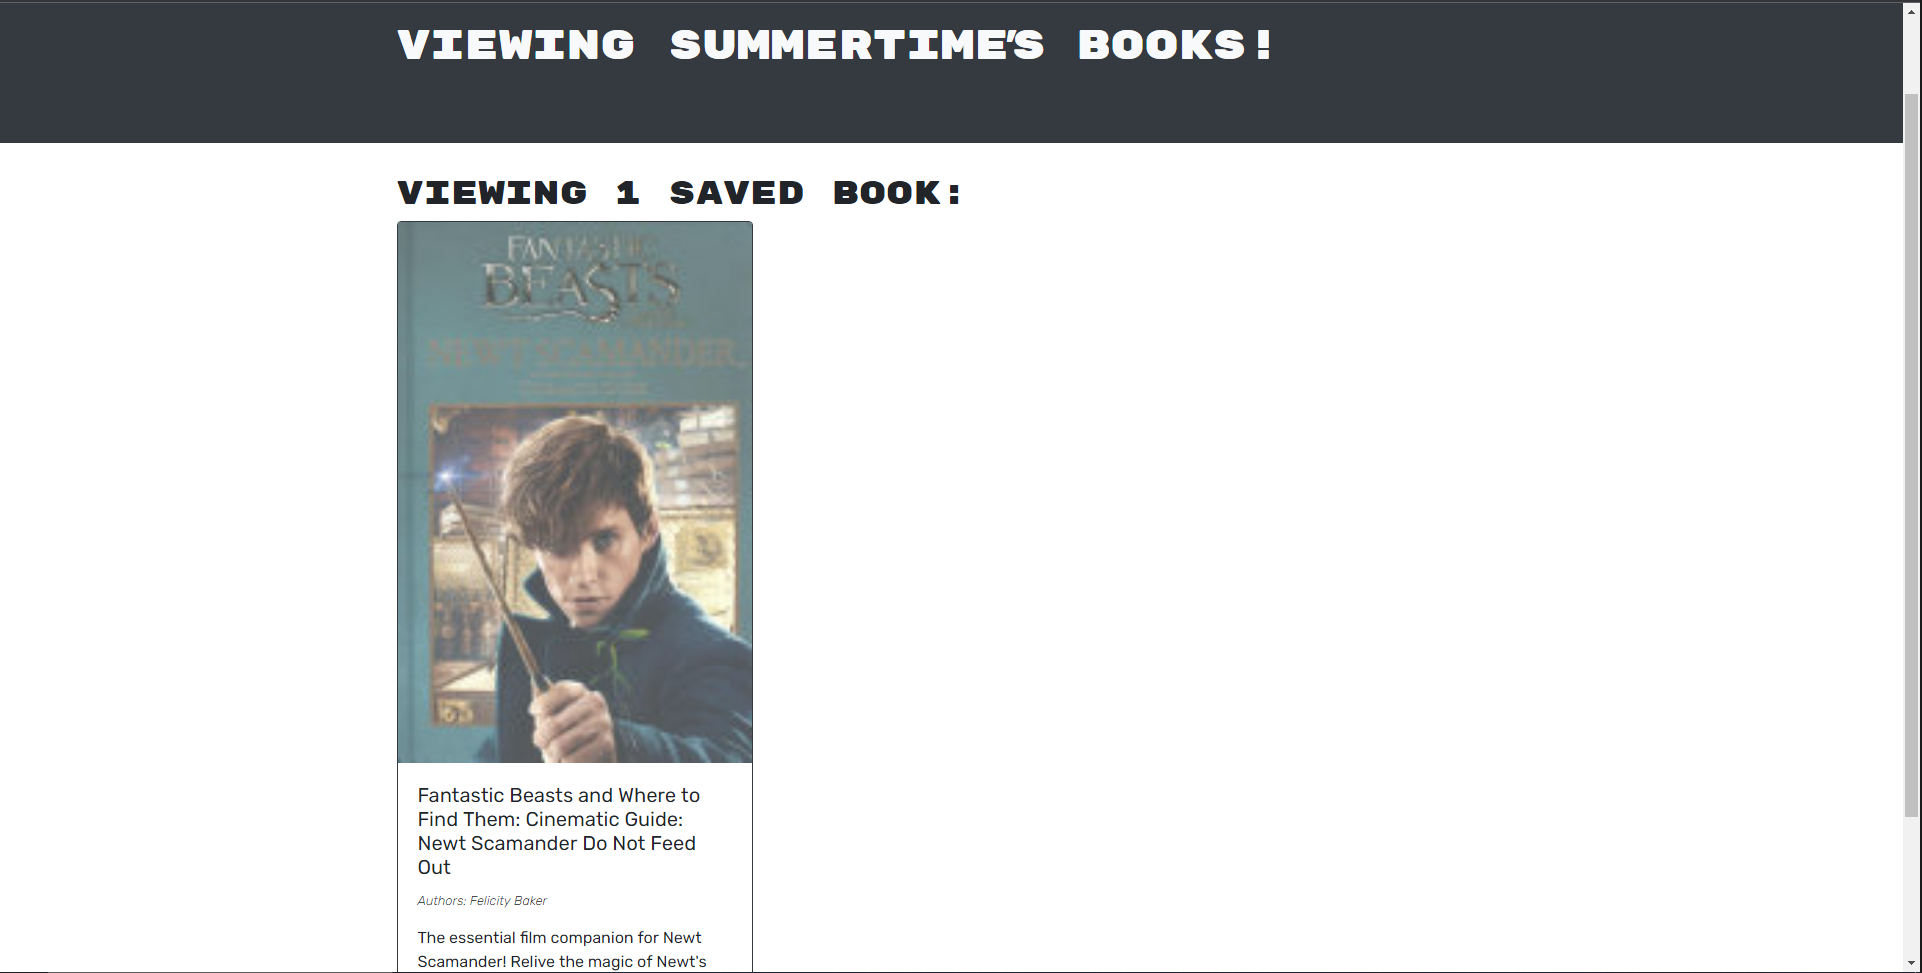 VIEWING SUMMERTIME'S BOOKS!
VIEWING 1 SAVED BOOK:
FANTASTIC
BEASTS
NEWT SCAMANDER
Fantastic Beasts and Where to
Find Them: Cinematic Guide:
Newt Scamander Do Not Feed
Out
Authors: Felicity Baker
The essential film companion for Newt
Scamander! Relive the magic of Newt's